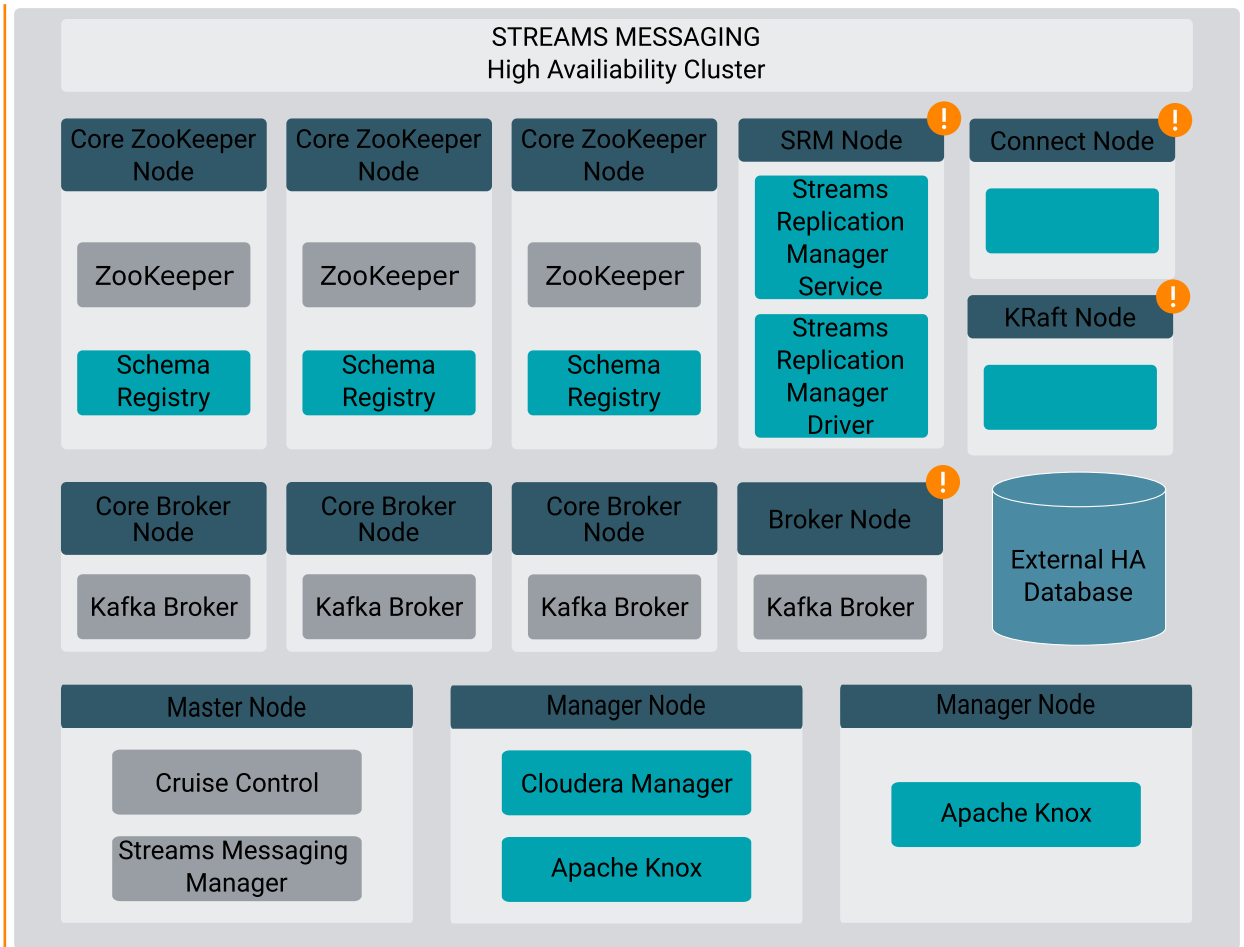 STREAMS MESSAGING
High Availiability Cluster
Core ZooKeeper
Node
Core ZooKeeper
Node
Core ZooKeeper
Node
SRM Node
!
Connect Node
!
ZooKeeper
ZooKeeper
ZooKeeper
Schema
Registry
Schema
Registry
Schema
Registry
Streams
Replication
Manager
Service
Streams
Replication
Manager
Driver
KRaft Node
!
Core Broker
Node
Core Broker
Node
Core Broker
Node
Broker Node
!
Kafka Broker
Kafka Broker
Kafka Broker
Kafka Broker
External HA
Database
Master Node
Cruise Control
Streams Messaging
Manager
Manager Node
Cloudera Manager
Apache Knox
Manager Node
Apache Knox